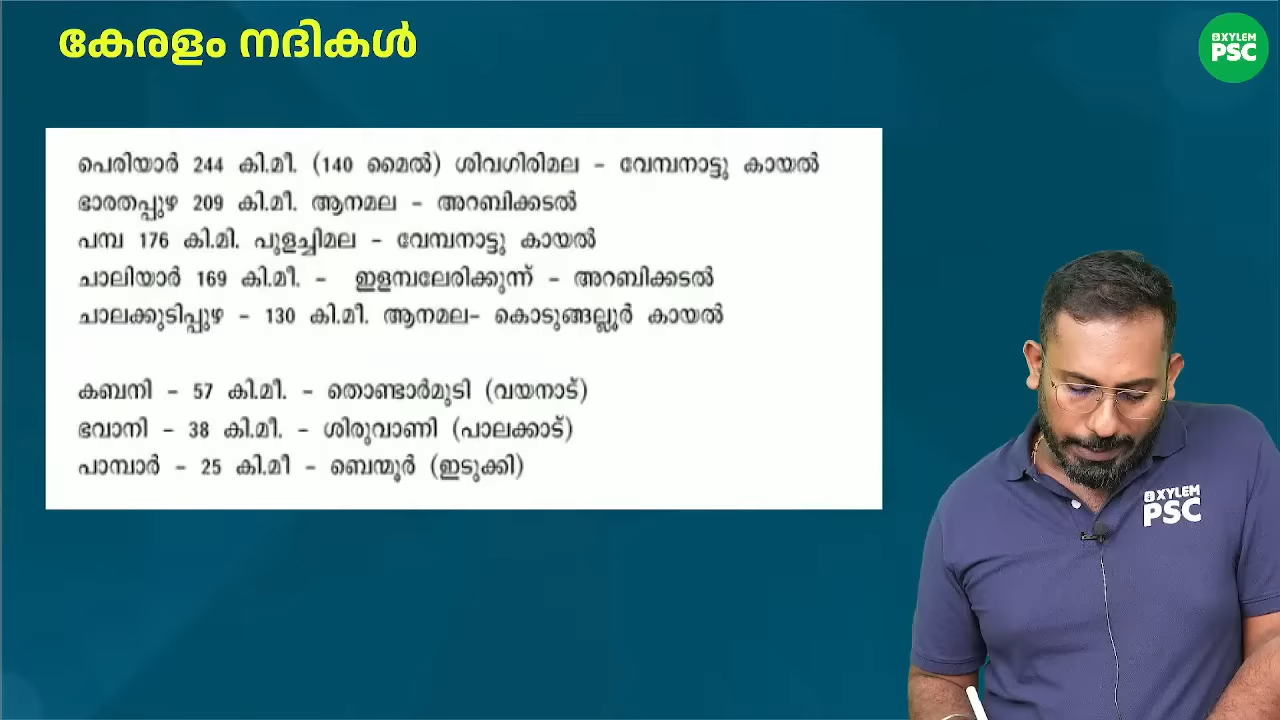 കേരളം നദികൾ
XYLEM
PSC
പെരിയാർ 244 കി.മീ. (140 മൈൽ) ശിവഗിരിമല – വേമ്പനാട്ടു കായൽ
ഭാരതപ്പുഴ 209 കി.മീ. ആനമല – അറബിക്കടൽ
പമ്പ 176 കി.മി. പുളച്ചിമല – വേമ്പനാട്ടു കായൽ
ചാലിയാർ 169 കി.മീ. – ഇളമ്പലേരിക്കുന്ന് – അറബിക്കടൽ
ചാലക്കുടിപ്പുഴ – 130 കി.മീ. ആനമല– കൊടുങ്ങല്ലൂർ കായൽ
കബനി – 57 കി.മീ. – തൊണ്ടാർമുടി (വയനാട്)
ഭവാനി – 38 കി.മീ. – ശിരുവാണി (പാലക്കാട്)
പാമ്പാർ – 25 കി.മീ – ബെന്മൂർ (ഇടുക്കി)
XYLEM
PSC